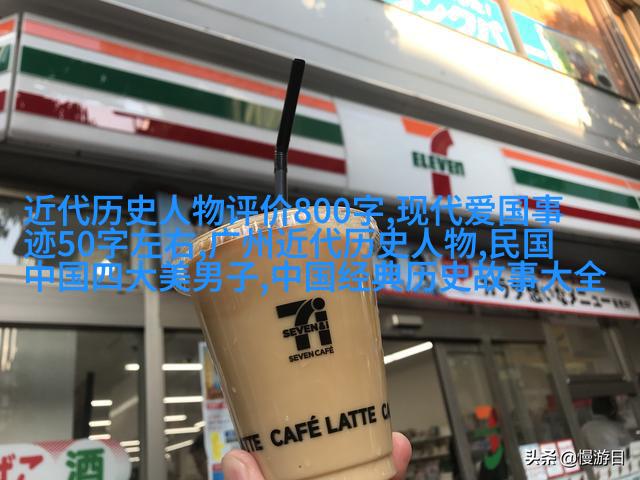 ELEVEN
近代历史人物评价800字,现代爱国事
迹50字左右,广州近代历史人物,民国
中国四大美男子,中国经典历史故事大全
SEVEN&i
SEVEN CAFÉ
CAFÉ LATTE
ばこ
酒
头条 @慢游日